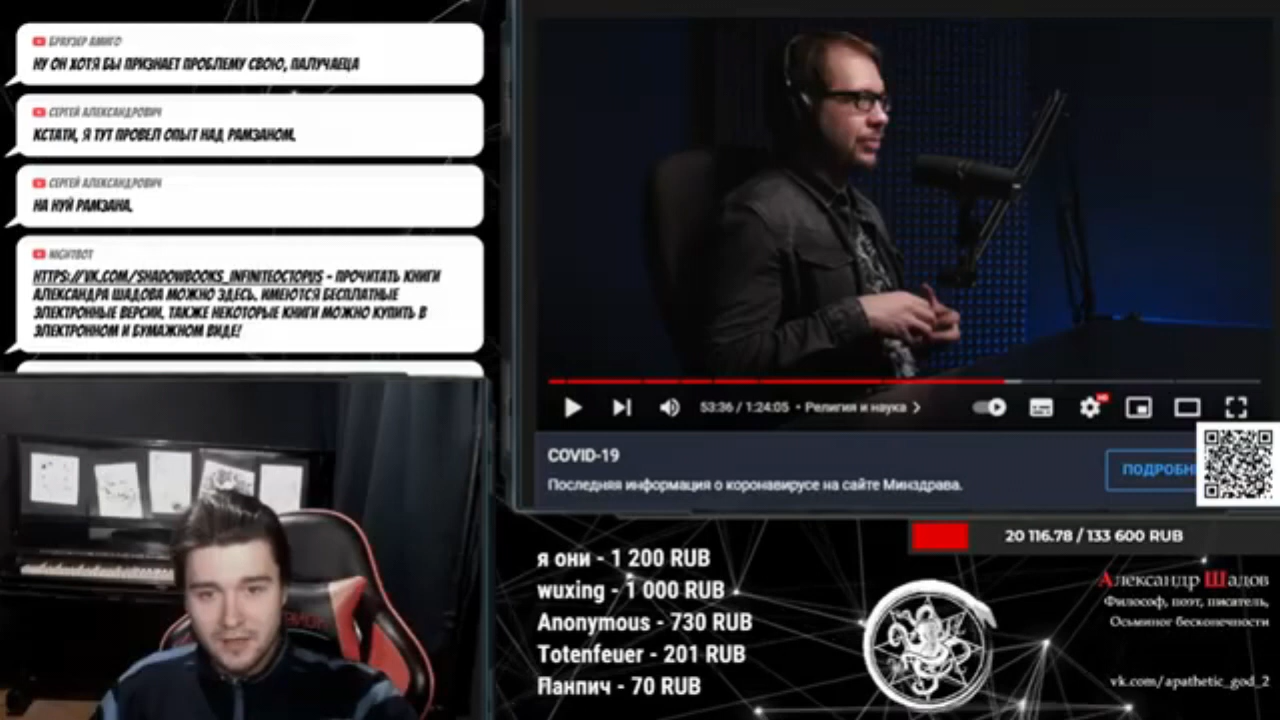 БРАУЗЕР АМИГО
НУ ОН ХОТЯ БЫ ПРИЗНАЕТ ПРОБЛЕМУ СВОЮ, ПАЛУЧАЕЦА
СЕРГЕЙ АЛЕКСАНДРОВИЧ
КСТАТИ, Я ТУТ ПРОВЕЛ ОПЫТ НАД РАМЗАНОМ.
СЕРГЕЙ АЛЕКСАНДРОВИЧ
НА НУЙ РАМЗАНА.
NIGHTBOT
HTTPS://VK.COM/SHADOWBOOKS_INFINITEOCTOPUS - ПРОЧИТАТЬ КНИГИ
АЛЕКСАНДРА ШАДОВА МОЖНО ЗДЕСЬ. ИМЕЮТСЯ БЕСПЛАТНЫЕ
ЭЛЕКТРОННЫЕ ВЕРСИИ. ТАКЖЕ НЕКОТОРЫЕ КНИГИ МОЖНО КУПИТЬ В
ЭЛЕКТРОННОМ И БУМАЖНОМ ВИДЕ!
53:36 / 1:24:05 • Религия и наука
HD
COVID-19
Последняя информация о коронавирусе на сайте Минздрава.
ПОДРОБН
20 116.78 / 133 600 RUB
я они - 1 200 RUB
wuxing - 1 000 RUB
Anonymous - 730 RUB
Totenfeuer - 201 RUB
Панпич - 70 RUB
Александр Шадов
Философ, поэт, писатель,
Осьминог бесконечности
vk.com/apathetic_god_2